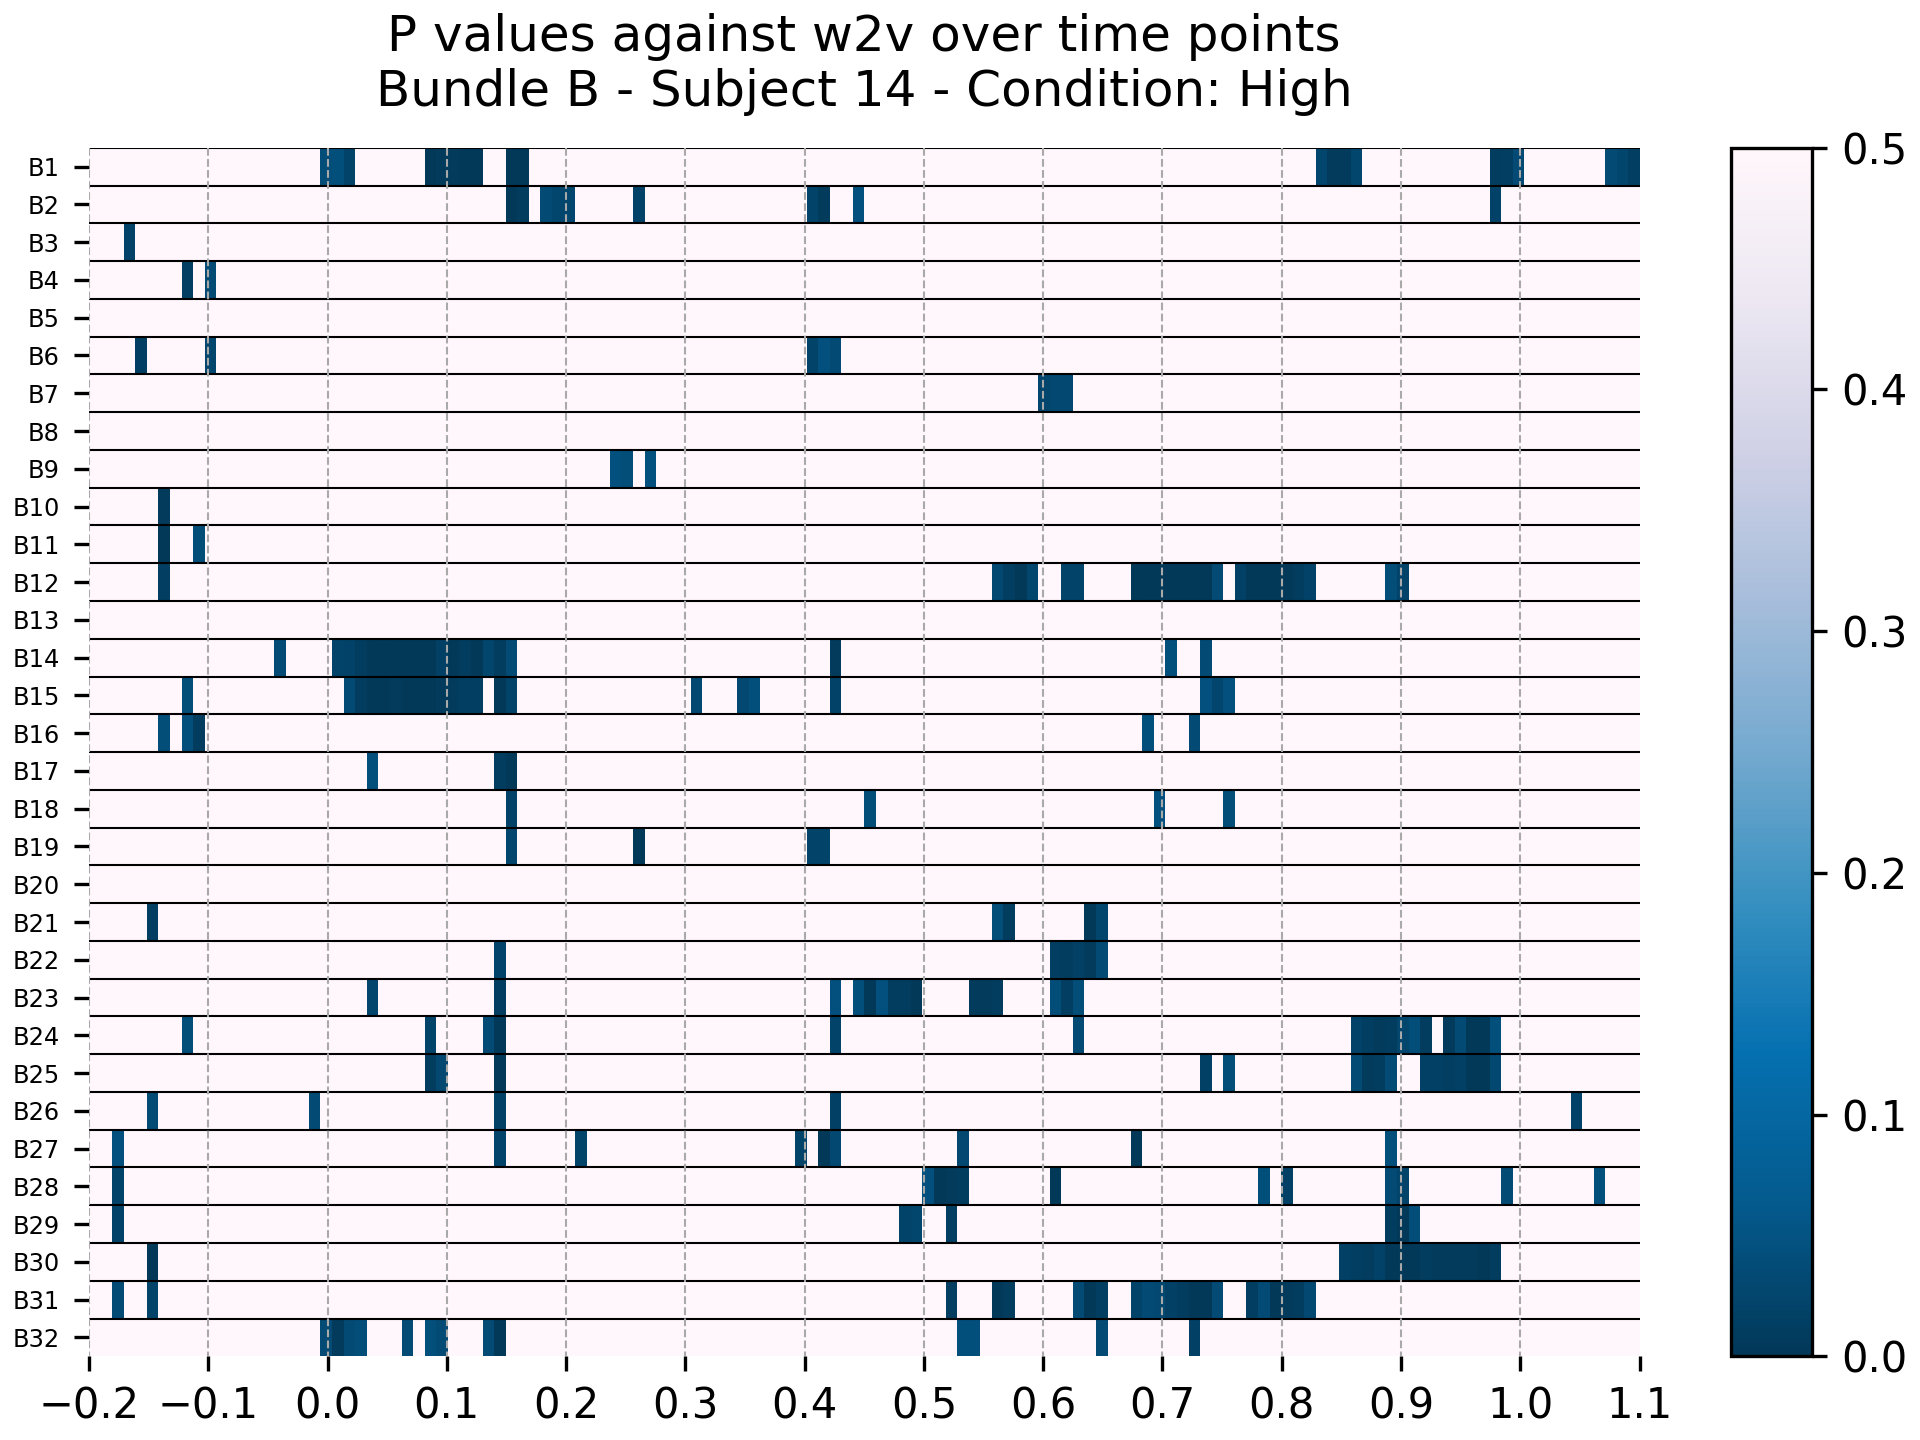 P values against w2v over time points
Bundle B - Subject 14 - Condition: High
B1
B2
B3
B4
B5
B6
B7
B8
B9
B10
B11
B12
B13
B14
B15
B16
B17
B18
B19
B20
B21
B22
B23
B24
B25
B26
B27
B28
B29
B30
B31
B32
−0.2 −0.1 0.0 0.1 0.2 0.3 0.4 0.5 0.6 0.7 0.8 0.9 1.0 1.1
0.5
0.4
0.3
0.2
0.1
0.0